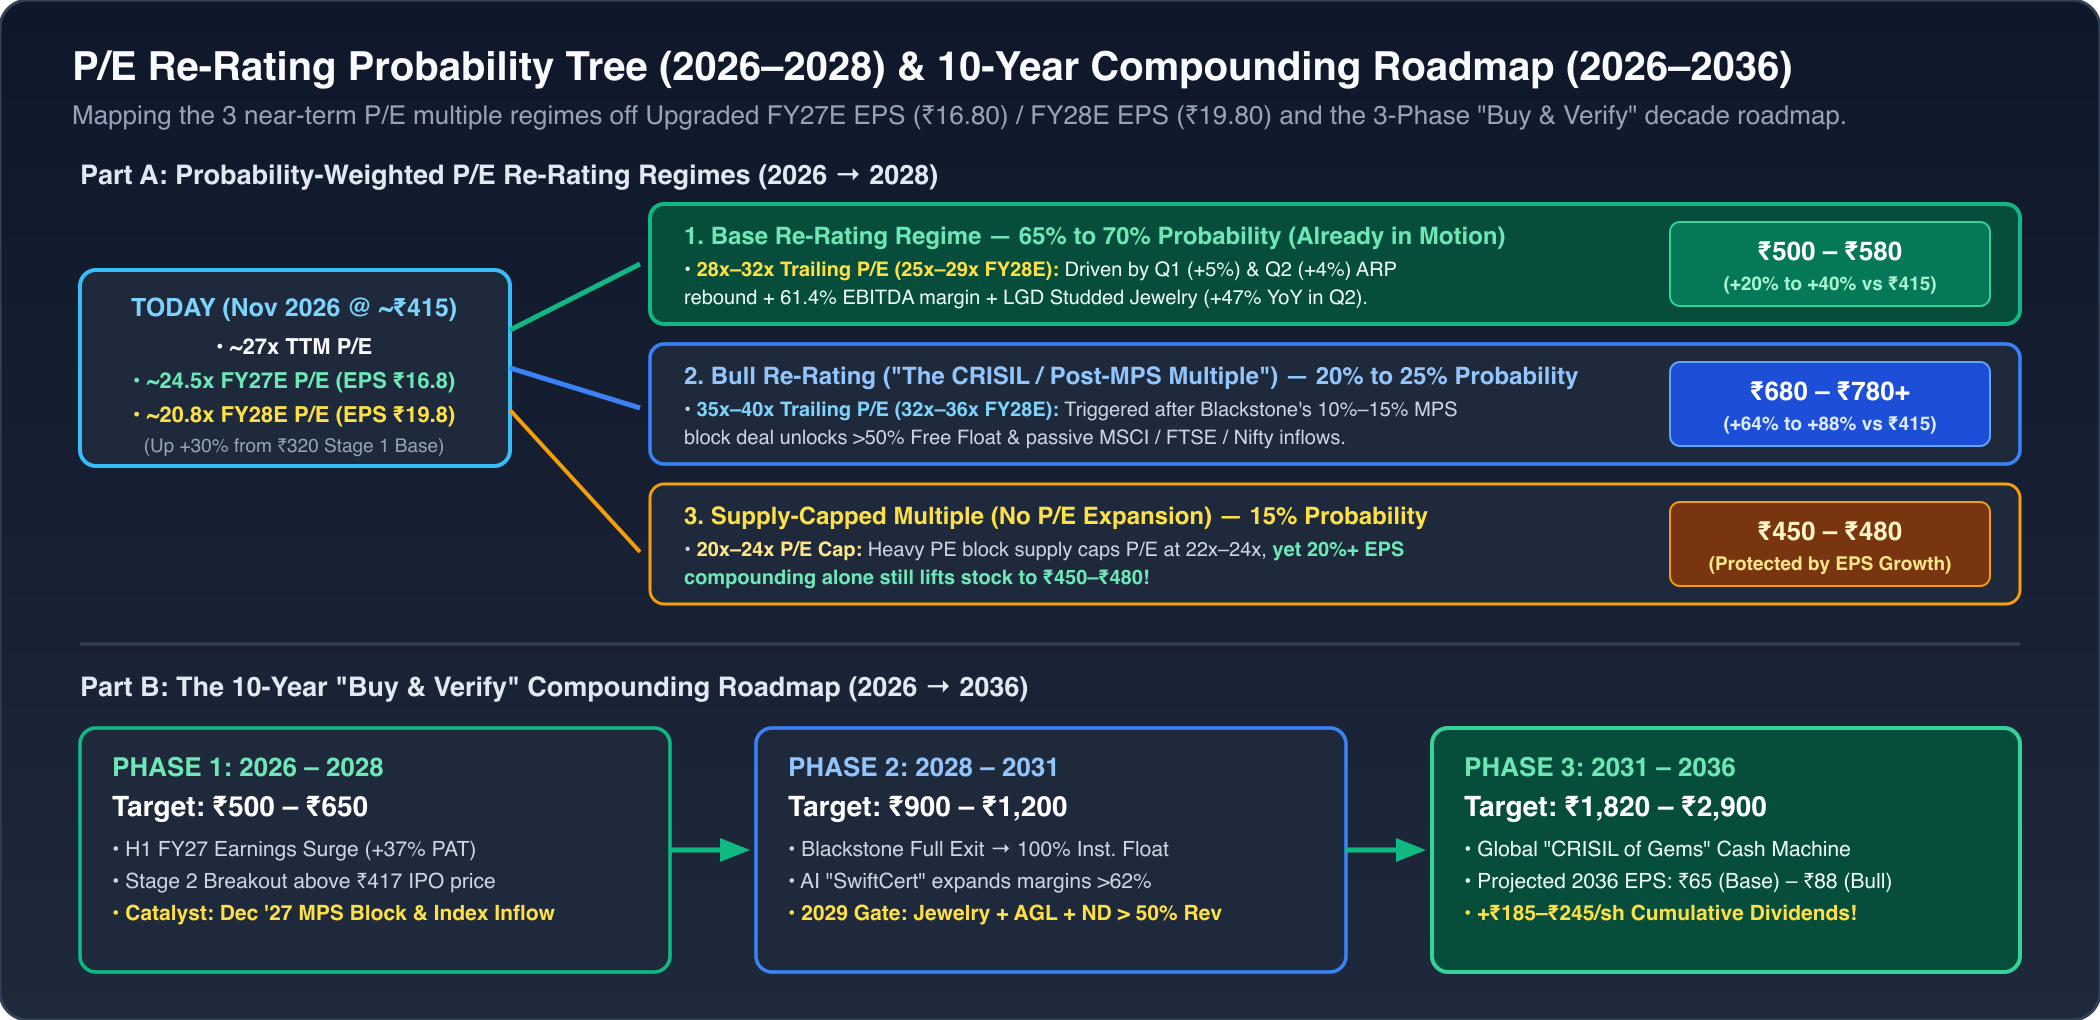 P/E Re-Rating Probability Tree (2026–2028) & 10-Year Compounding Roadmap (2026–2036)
Mapping the 3 near-term P/E multiple regimes off Upgraded FY27E EPS (₹16.80) / FY28E EPS (₹19.80) and the 3-Phase "Buy & Verify" decade roadmap.
Part A: Probability-Weighted P/E Re-Rating Regimes (2026 → 2028)
TODAY (Nov 2026 @ ~₹415)
• ~27x TTM P/E
• ~24.5x FY27E P/E (EPS ₹16.8)
• ~20.8x FY28E P/E (EPS ₹19.8)
(Up +30% from ₹320 Stage 1 Base)
1. Base Re-Rating Regime — 65% to 70% Probability (Already in Motion)
• 28x–32x Trailing P/E (25x–29x FY28E): Driven by Q1 (+5%) & Q2 (+4%) ARP
rebound + 61.4% EBITDA margin + LGD Studded Jewelry (+47% YoY in Q2).
₹500 – ₹580
(+20% to +40% vs ₹415)
2. Bull Re-Rating ("The CRISIL / Post-MPS Multiple") — 20% to 25% Probability
• 35x–40x Trailing P/E (32x–36x FY28E): Triggered after Blackstone's 10%–15% MPS
block deal unlocks >50% Free Float & passive MSCI / FTSE / Nifty inflows.
₹680 – ₹780+
(+64% to +88% vs ₹415)
3. Supply-Capped Multiple (No P/E Expansion) — 15% Probability
• 20x–24x P/E Cap: Heavy PE block supply caps P/E at 22x–24x, yet 20%+ EPS
compounding alone still lifts stock to ₹450–₹480!
₹450 – ₹480
(Protected by EPS Growth)
Part B: The 10-Year "Buy & Verify" Compounding Roadmap (2026 → 2036)
PHASE 1: 2026 – 2028
Target: ₹500 – ₹650
• H1 FY27 Earnings Surge (+37% PAT)
• Stage 2 Breakout above ₹417 IPO price
• Catalyst: Dec '27 MPS Block & Index Inflow
PHASE 2: 2028 – 2031
Target: ₹900 – ₹1,200
• Blackstone Full Exit → 100% Inst. Float
• AI "SwiftCert" expands margins >62%
• 2029 Gate: Jewelry + AGL + ND > 50% Rev
PHASE 3: 2031 – 2036
Target: ₹1,820 – ₹2,900
• Global "CRISIL of Gems" Cash Machine
• Projected 2036 EPS: ₹65 (Base) – ₹88 (Bull)
• +₹185–₹245/sh Cumulative Dividends!